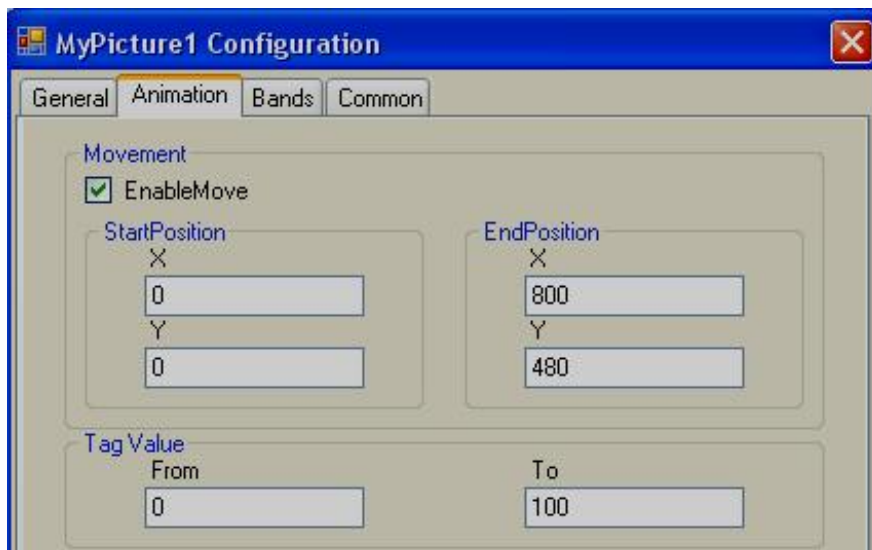 MyPicture1 Configuration
General Animation Bands Common
Movement
EnableMove
StartPosition EndPosition
X X
0 800
Y Y
0 480
Tag Value
From To
0 100